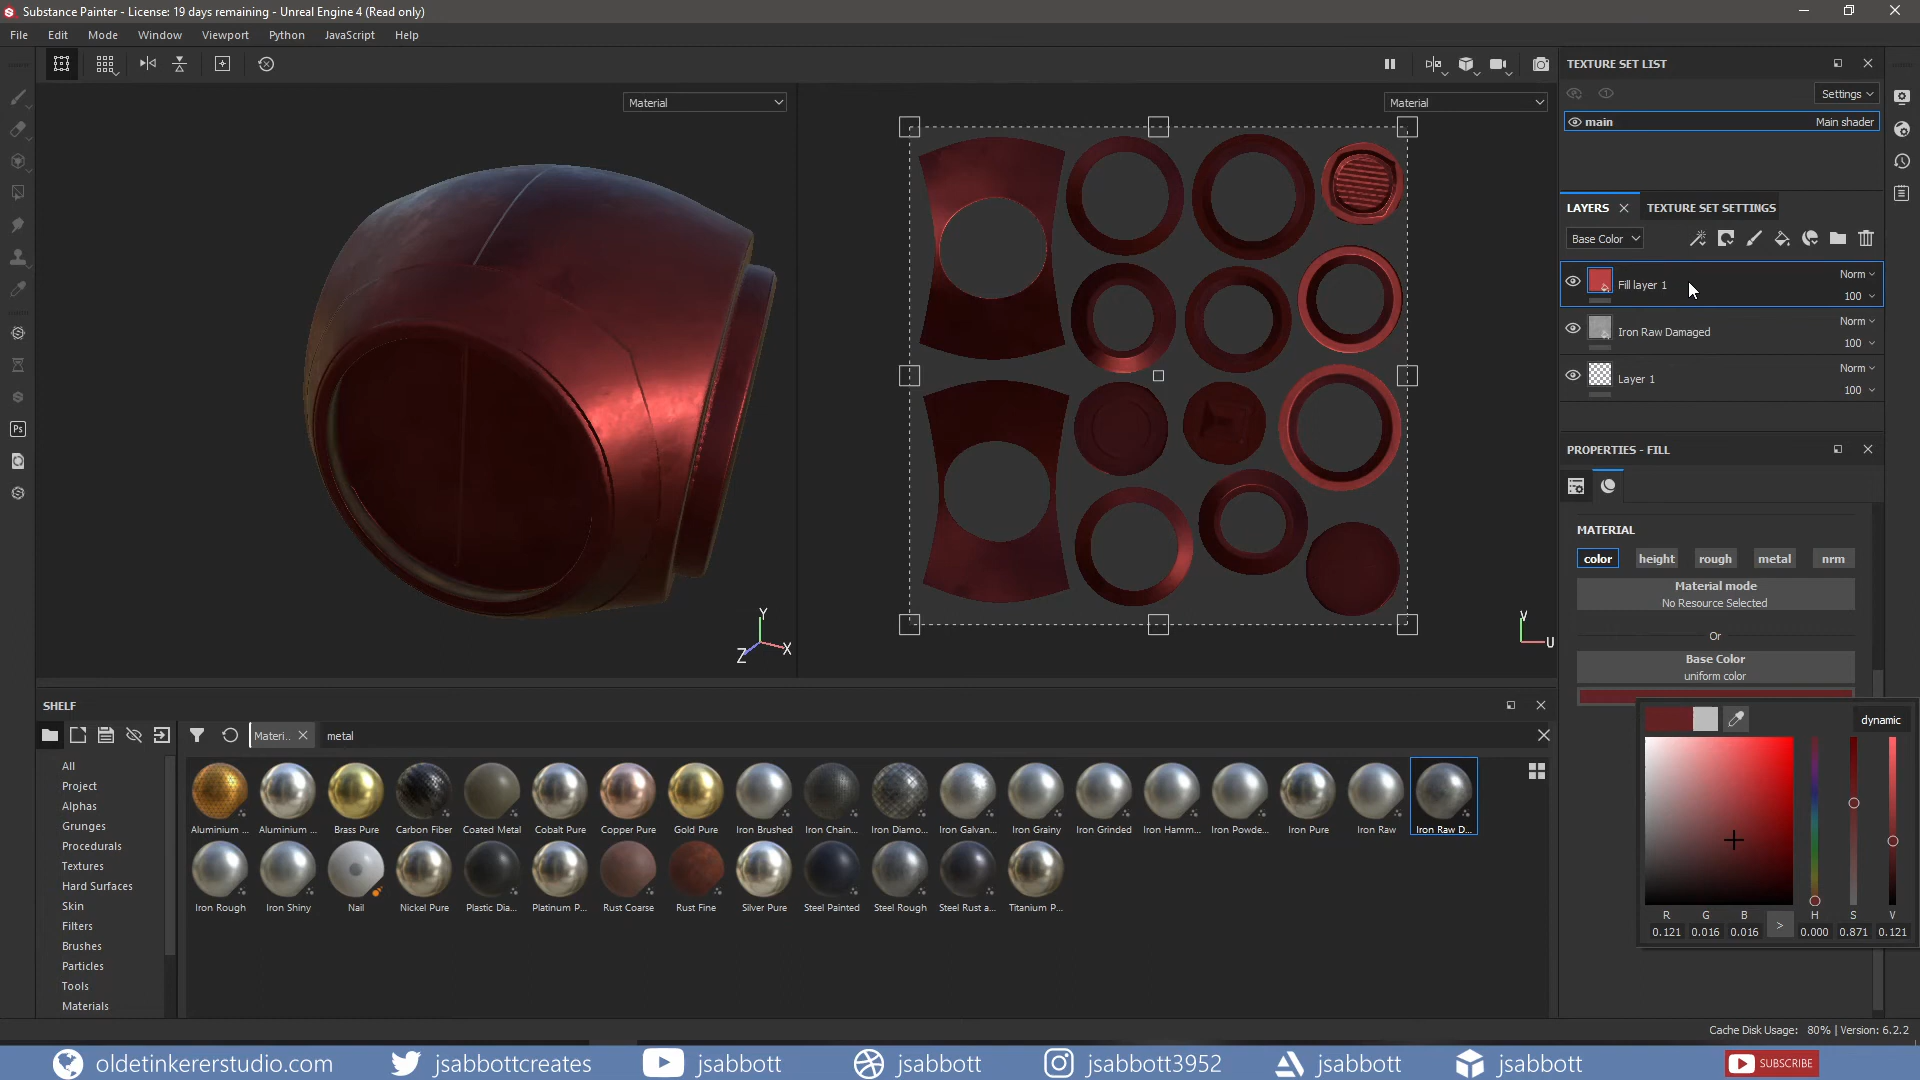 Substance Painter - License: 19 days remaining - Unreal Engine 4 (Read only)
File Edit Mode Window Viewport Python JavaScript Help
Material
Material
TEXTURE SET LIST
Settings
main Main shader
LAYERS TEXTURE SET SETTINGS
Base Color
Fill layer 1 Norm
100
Iron Raw Damaged Norm
100
Layer 1 Norm
100
PROPERTIES - FILL
MATERIAL
color height rough metal nrm
Material mode
No Resource Selected
Or
Base Color
uniform color
dynamic
R G B > H S V
0.121 0.016 0.016 0.000 0.871 0.121
Y
X
Z
V
U
SHELF
Materi... metal
All
Project
Alphas
Grunges
Procedurals
Textures
Hard Surfaces
Skin
Filters
Brushes
Particles
Tools
Materials
Aluminium ... Aluminium ... Brass Pure Carbon Fiber Coated Metal Cobalt Pure Copper Pure Gold Pure Iron Brushed Iron Chain... Iron Diamo... Iron Galvan... Iron Grainy Iron Grinded Iron Hamm... Iron Powde... Iron Pure Iron Raw Iron Raw D...
Iron Rough Iron Shiny Nail Nickel Pure Plastic Dia... Platinum P... Rust Coarse Rust Fine Silver Pure Steel Painted Steel Rough Steel Rust a... Titanium P...
Ps
Cache Disk Usage: 80% | Version: 6.2.2
oldetinkererstudio.com jsabbottcreates jsabbott jsabbott jsabbott3952 jsabbott jsabbott SUBSCRIBE